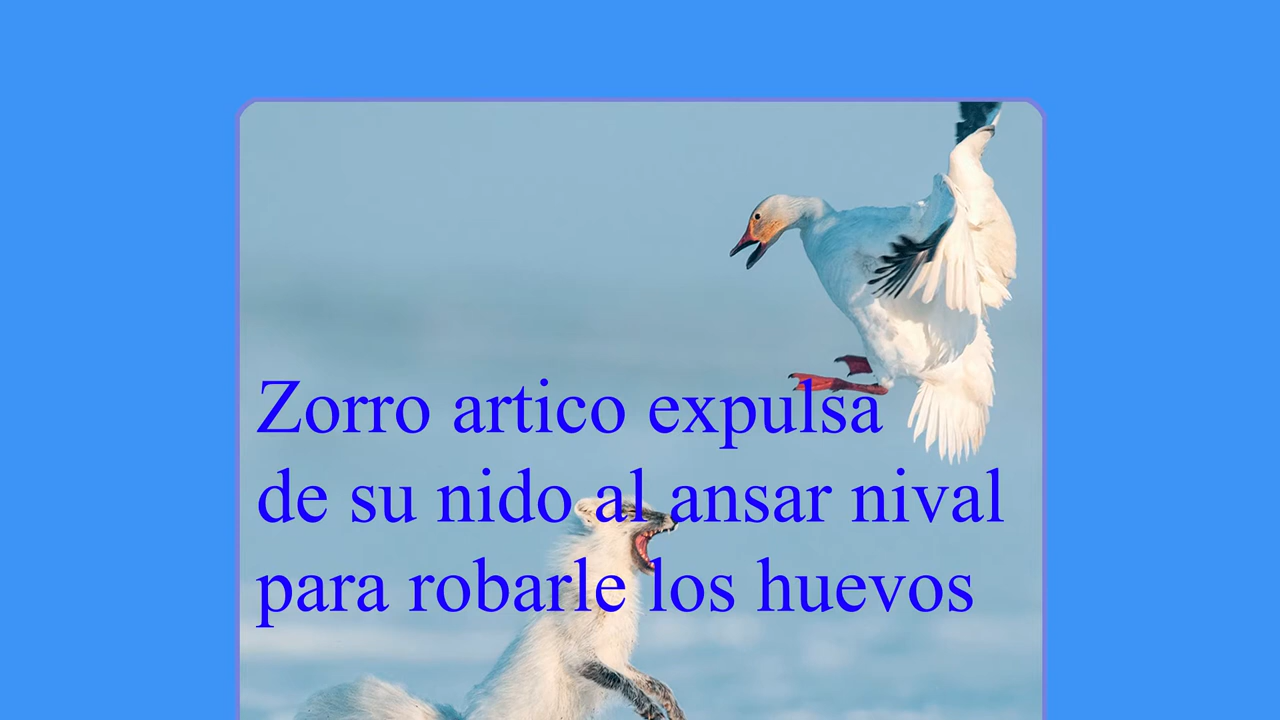 Zorro artico expulsa
de su nido al ansar nival
para robarle los huevos